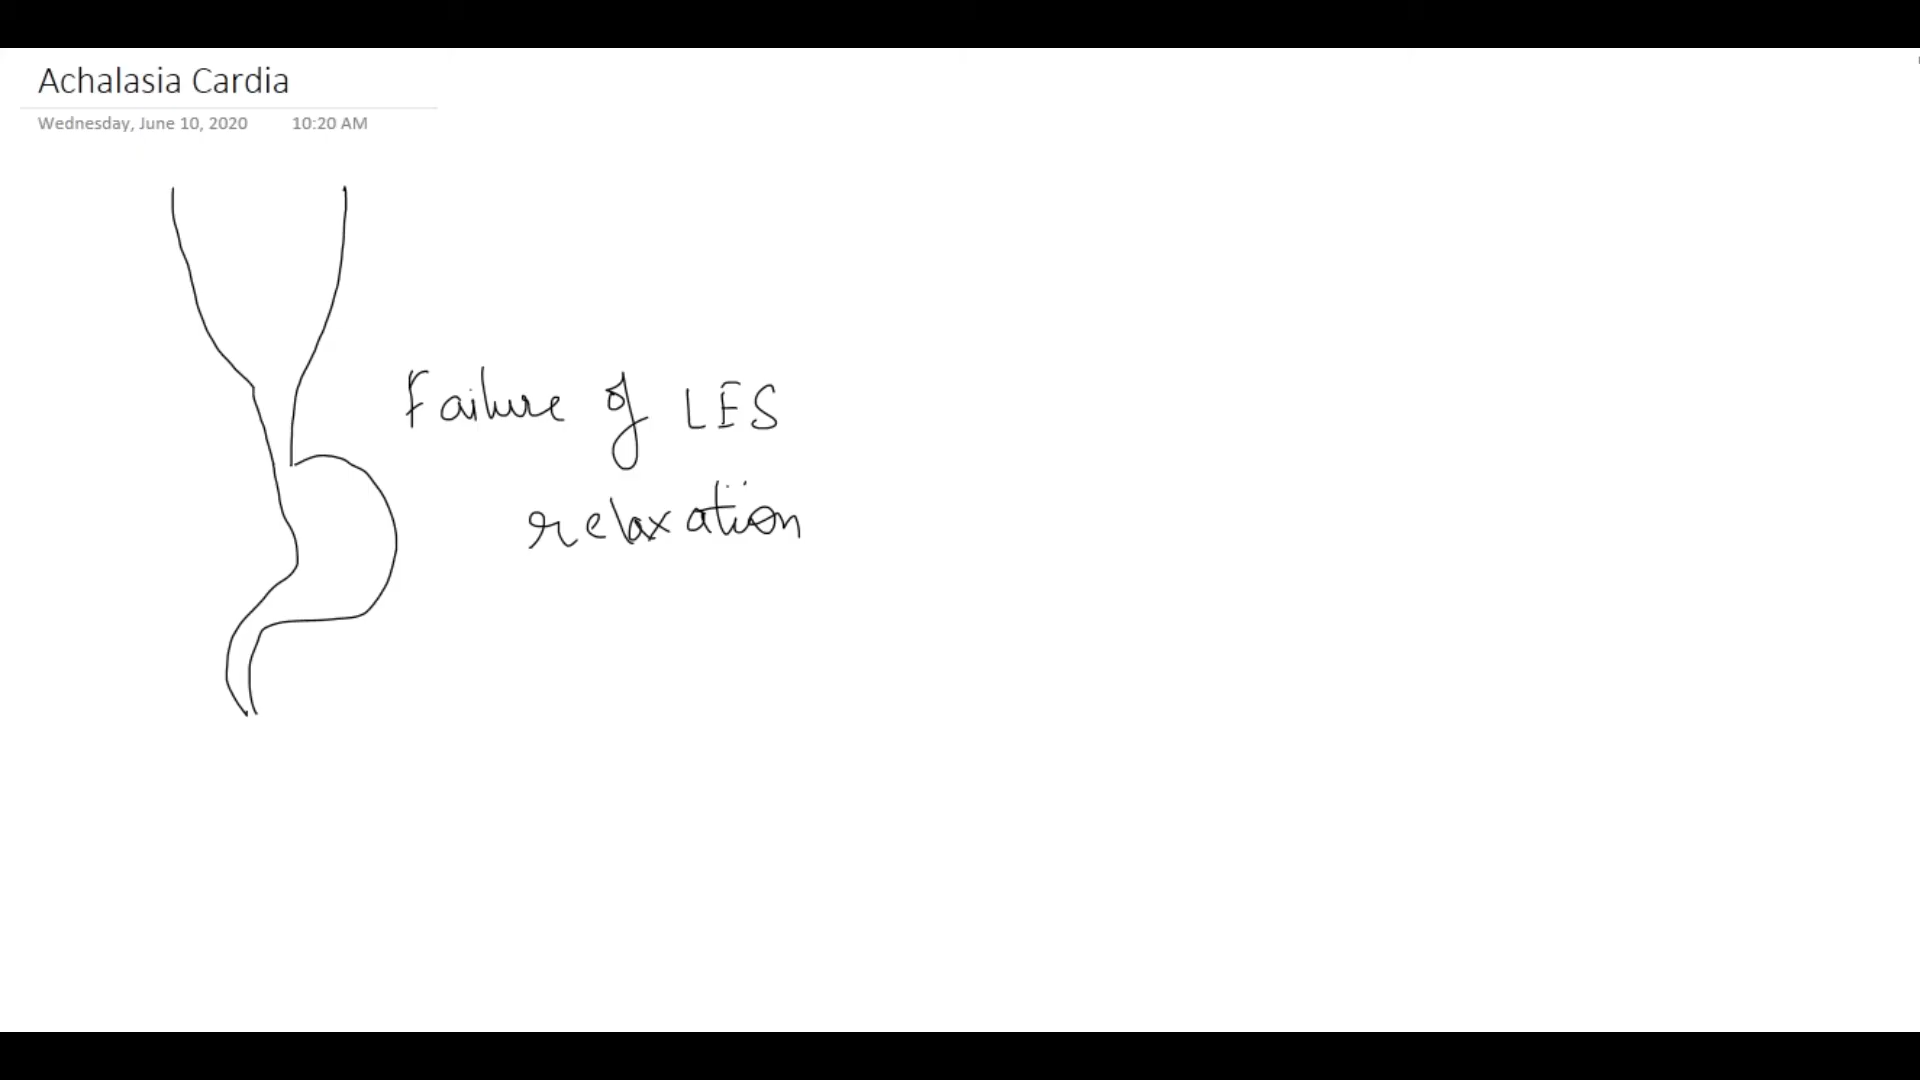 Achalasia Cardia
Wednesday, June 10, 2020 10:20 AM
Failure of LES
relaxation